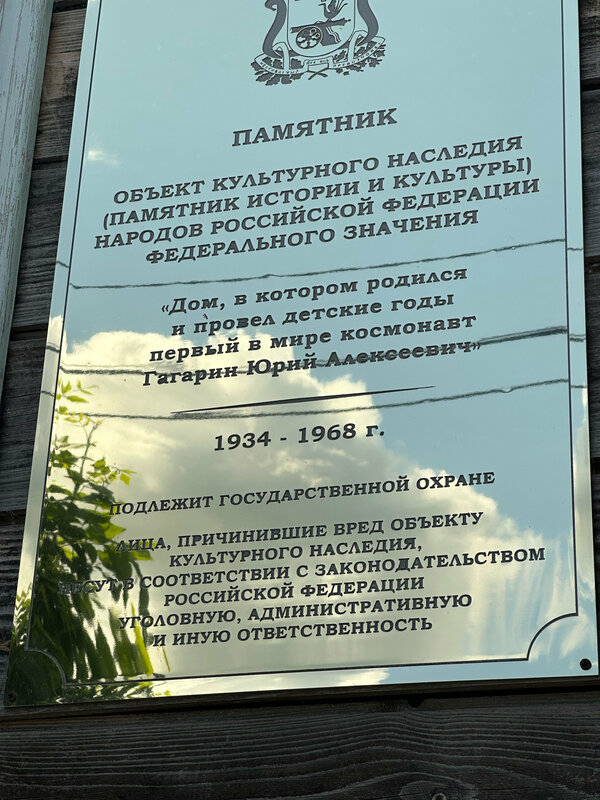 ПАМЯТНИК
ОБЪЕКТ КУЛЬТУРНОГО НАСЛЕДИЯ
(ПАМЯТНИК ИСТОРИИ И КУЛЬТУРЫ)
НАРОДОВ РОССИЙСКОЙ ФЕДЕРАЦИИ
ФЕДЕРАЛЬНОГО ЗНАЧЕНИЯ
«Дом, в котором родился
и провел детские годы
первый в мире космонавт
Гагарин Юрий Алексеевич»
1934 - 1968 г.
ПОДЛЕЖИТ ГОСУДАРСТВЕННОЙ ОХРАНЕ
ЛИЦА, ПРИЧИНИВШИЕ ВРЕД ОБЪЕКТУ
КУЛЬТУРНОГО НАСЛЕДИЯ,
НЕСУТ В СООТВЕТСТВИИ С ЗАКОНОДАТЕЛЬСТВОМ
РОССИЙСКОЙ ФЕДЕРАЦИИ
УГОЛОВНУЮ, АДМИНИСТРАТИВНУЮ
И ИНУЮ ОТВЕТСТВЕННОСТЬ